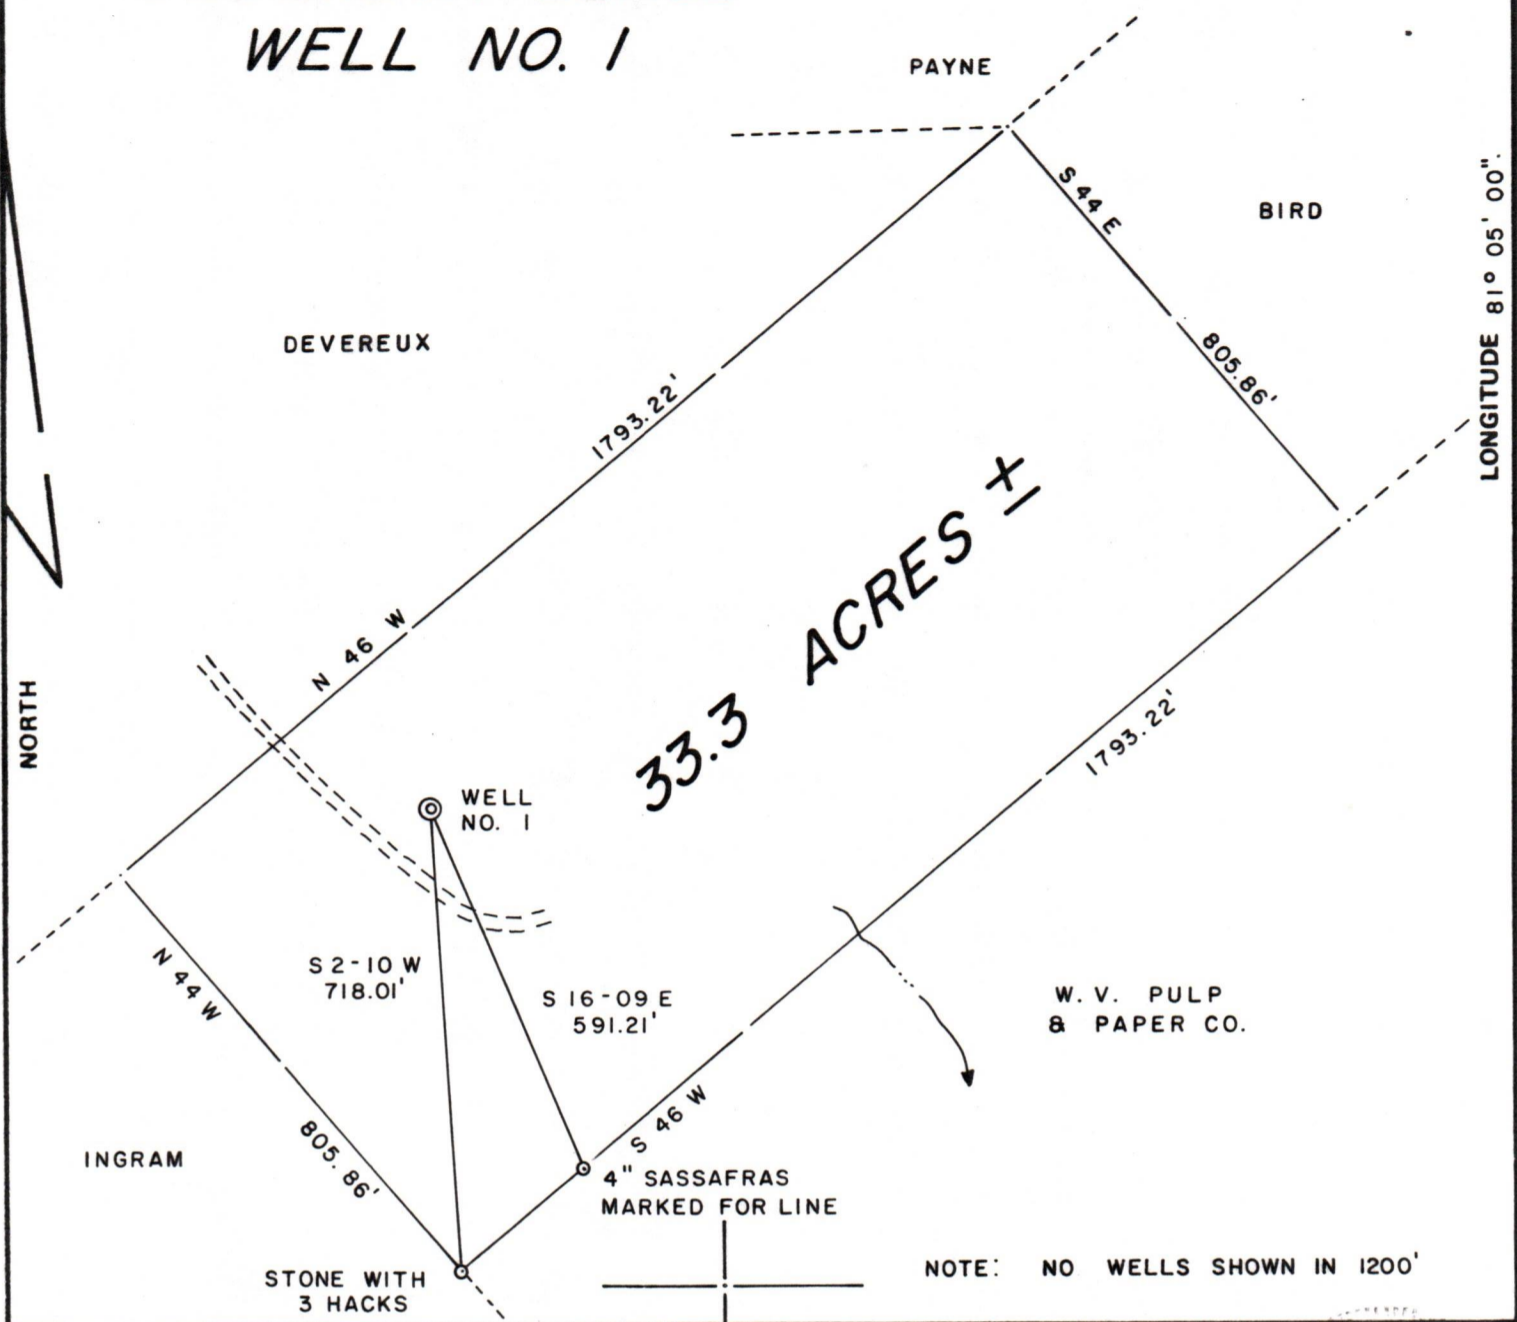 WELL NO. 1
PAYNE
S 44 E
BIRD
LONGITUDE 81° 05' 00".
DEVEREUX
1793.22'
805.86'
33.3 ACRES ±
N 46 W
NORTH
WELL
NO. 1
1793.22'
N 44 W
S 2-10 W
718.01'
S 16-09 E
591.21'
W. V. PULP
& PAPER CO.
S 46 W
INGRAM
805.86'
4" SASSAFRAS
MARKED FOR LINE
STONE WITH
3 HACKS
NOTE: NO WELLS SHOWN IN 1200'